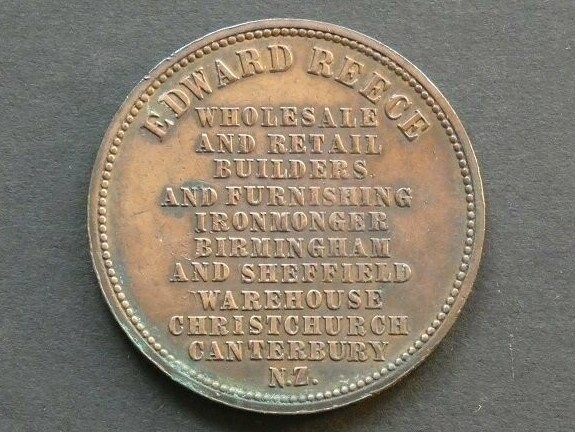 EDWARD REECE
WHOLESALE
AND RETAIL
BUILDERS
AND FURNISHING
IRONMONGER
BIRMINGHAM
AND SHEFFIELD
WAREHOUSE
CHRISTCHURCH
CANTERBURY
N.Z.